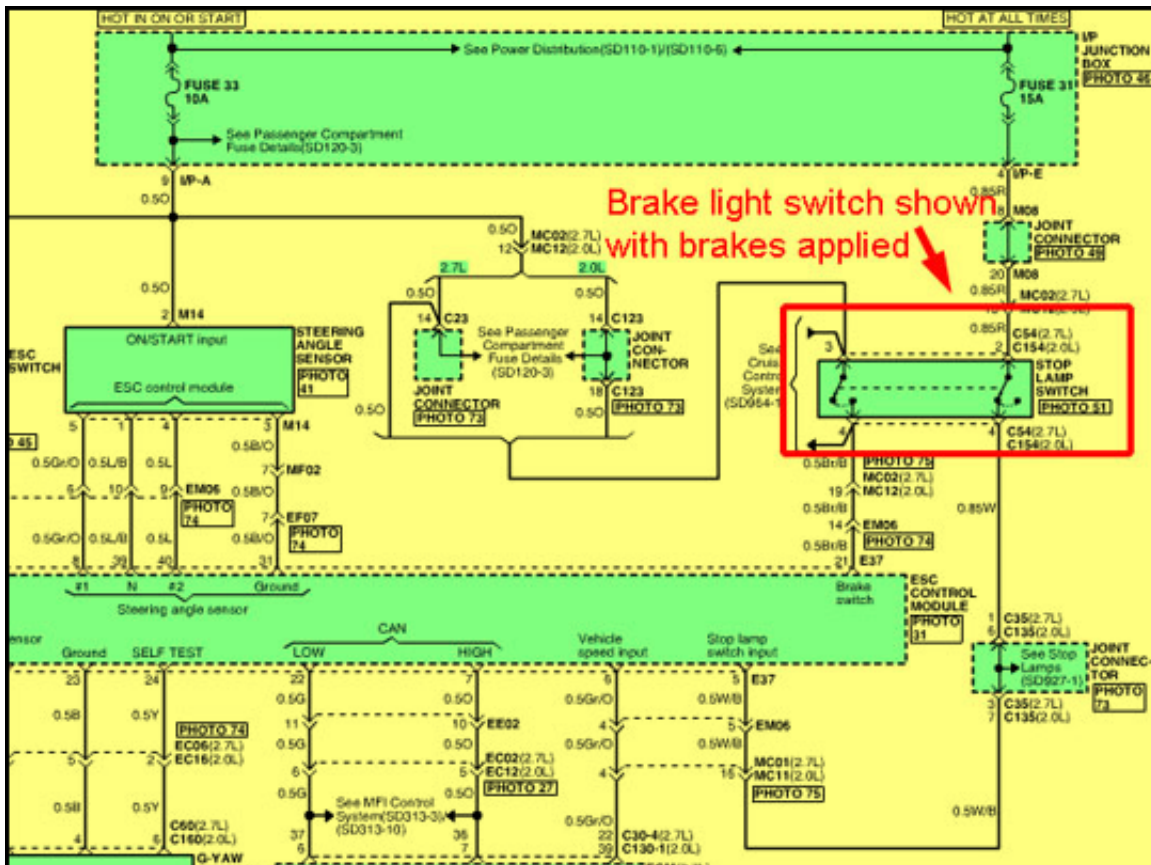 HOT IN ON OR START
HOT AT ALL TIMES
See Power Distribution(SD110-1)/(SD110-6)
I/P
JUNCTION
BOX
PHOTO 46
FUSE 33
10A
FUSE 31
15A
See Passenger Compartment
Fuse Details(SD120-3)
9 I/P-A
0.5O
4 I/P-E
0.85R
8 M08
Brake light switch shown
with brakes applied
JOINT
CONNECTOR
PHOTO 49
20 M08
0.85R
MC02(2.7L)
0.5O
MC02(2.7L)
12 MC12(2.0L)
2.7L
2.0L
0.5O
0.5O
0.5O
2 M14
ON/START input
ESC control module
STEERING
ANGLE
SENSOR
PHOTO
41
ESC
SWITCH
14 C23
14 C123
See Passenger
Compartment
Fuse Details
(SD120-3)
JOINT
CONNECTOR
PHOTO 73
JOINT
CON-
NECTOR
18 C123
PHOTO 73
0.5O
0.5O
See
Cruise
Control
System
(SD964-1
0.85R
C54(2.7L)
3
2 C154(2.0L)
STOP
LAMP
SWITCH
PHOTO 51
4
4 C54(2.7L)
C154(2.0L)
5 1 4 3 M14
O 45
0.5Gr/O 0.5L/B 0.5L 0.5B/O
7 MF02
6 10 9 EM06
PHOTO
74
0.5B/O
7 EF07
PHOTO
74
0.5Gr/O 0.5L/B 0.5L 0.5B/O
8 39 40 31
0.5Br/B
PHOTO 75
MC02(2.7L)
19 MC12(2.0L)
0.5Br/B
14 EM06
PHOTO 74
0.5Br/B
21 E37
0.85W
#1 N #2 Ground
Steering angle sensor
Brake
switch
ESC
CONTROL
MODULE
PHOTO
31
CAN
ensor
Ground SELF TEST LOW HIGH
Vehicle
speed input
Stop lamp
switch input
1 C35(2.7L)
6 C135(2.0L)
See Stop
Lamps
(SD927-1)
JOINT
CONNEC-
TOR
PHOTO
73
3 C35(2.7L)
7 C135(2.0L)
23 24 22 7 6 5 E37
0.5B 0.5Y 0.5G 0.5O 0.5Gr/O 0.5W/B
11 10 EE02
4 5 EM06
PHOTO 74
EC06(2.7L)
5 2 EC16(2.0L)
0.5G 0.5O 0.5Gr/O 0.5W/B
EC02(2.7L)
6 5 EC12(2.0L)
PHOTO 27
MC01(2.7L)
4 16 MC11(2.0L)
PHOTO 75
0.5B 0.5Y 0.5G 0.5O
See MFI Control
System(SD313-3)/
(SD313-10)
0.5Gr/O
0.5W/B
C60(2.7L)
4 5 C160(2.0L)
37 36 22 C30-4(2.7L)
6 7 39 C130-1(2.0L)
G-YAW